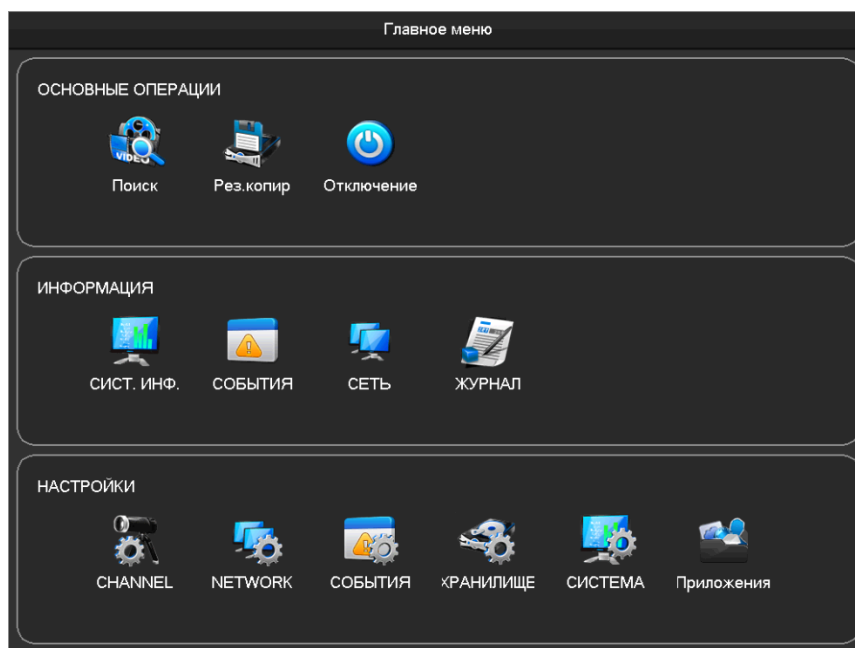 Главное меню
ОСНОВНЫЕ ОПЕРАЦИИ
VIDEO
Поиск Рез.копир Отключение
ИНФОРМАЦИЯ
СИСТ. ИНФ. СОБЫТИЯ СЕТЬ ЖУРНАЛ
НАСТРОЙКИ
CHANNEL NETWORK СОБЫТИЯ ХРАНИЛИЩЕ СИСТЕМА Приложения